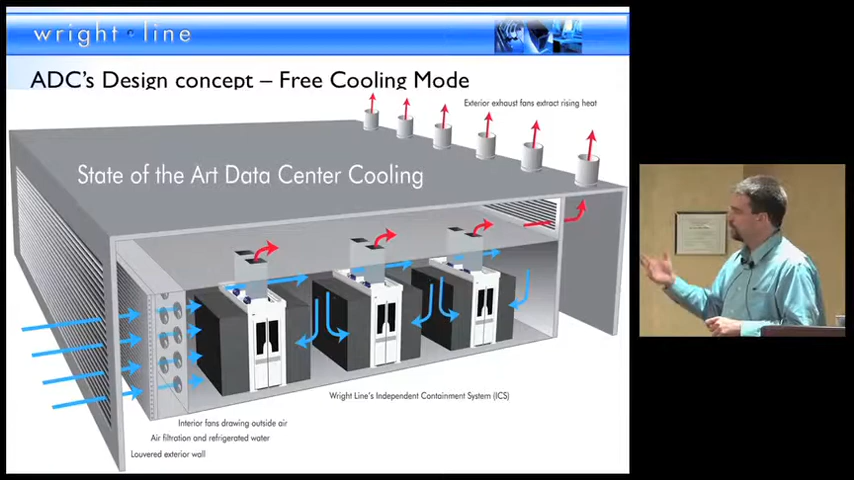 wright line
ADC's Design concept – Free Cooling Mode
Exterior exhaust fans extract rising heat
State of the Art Data Center Cooling
Wright Line's Independent Containment System (ICS)
Interior fans drawing outside air
Air filtration and refrigerated water
Louvered exterior wall